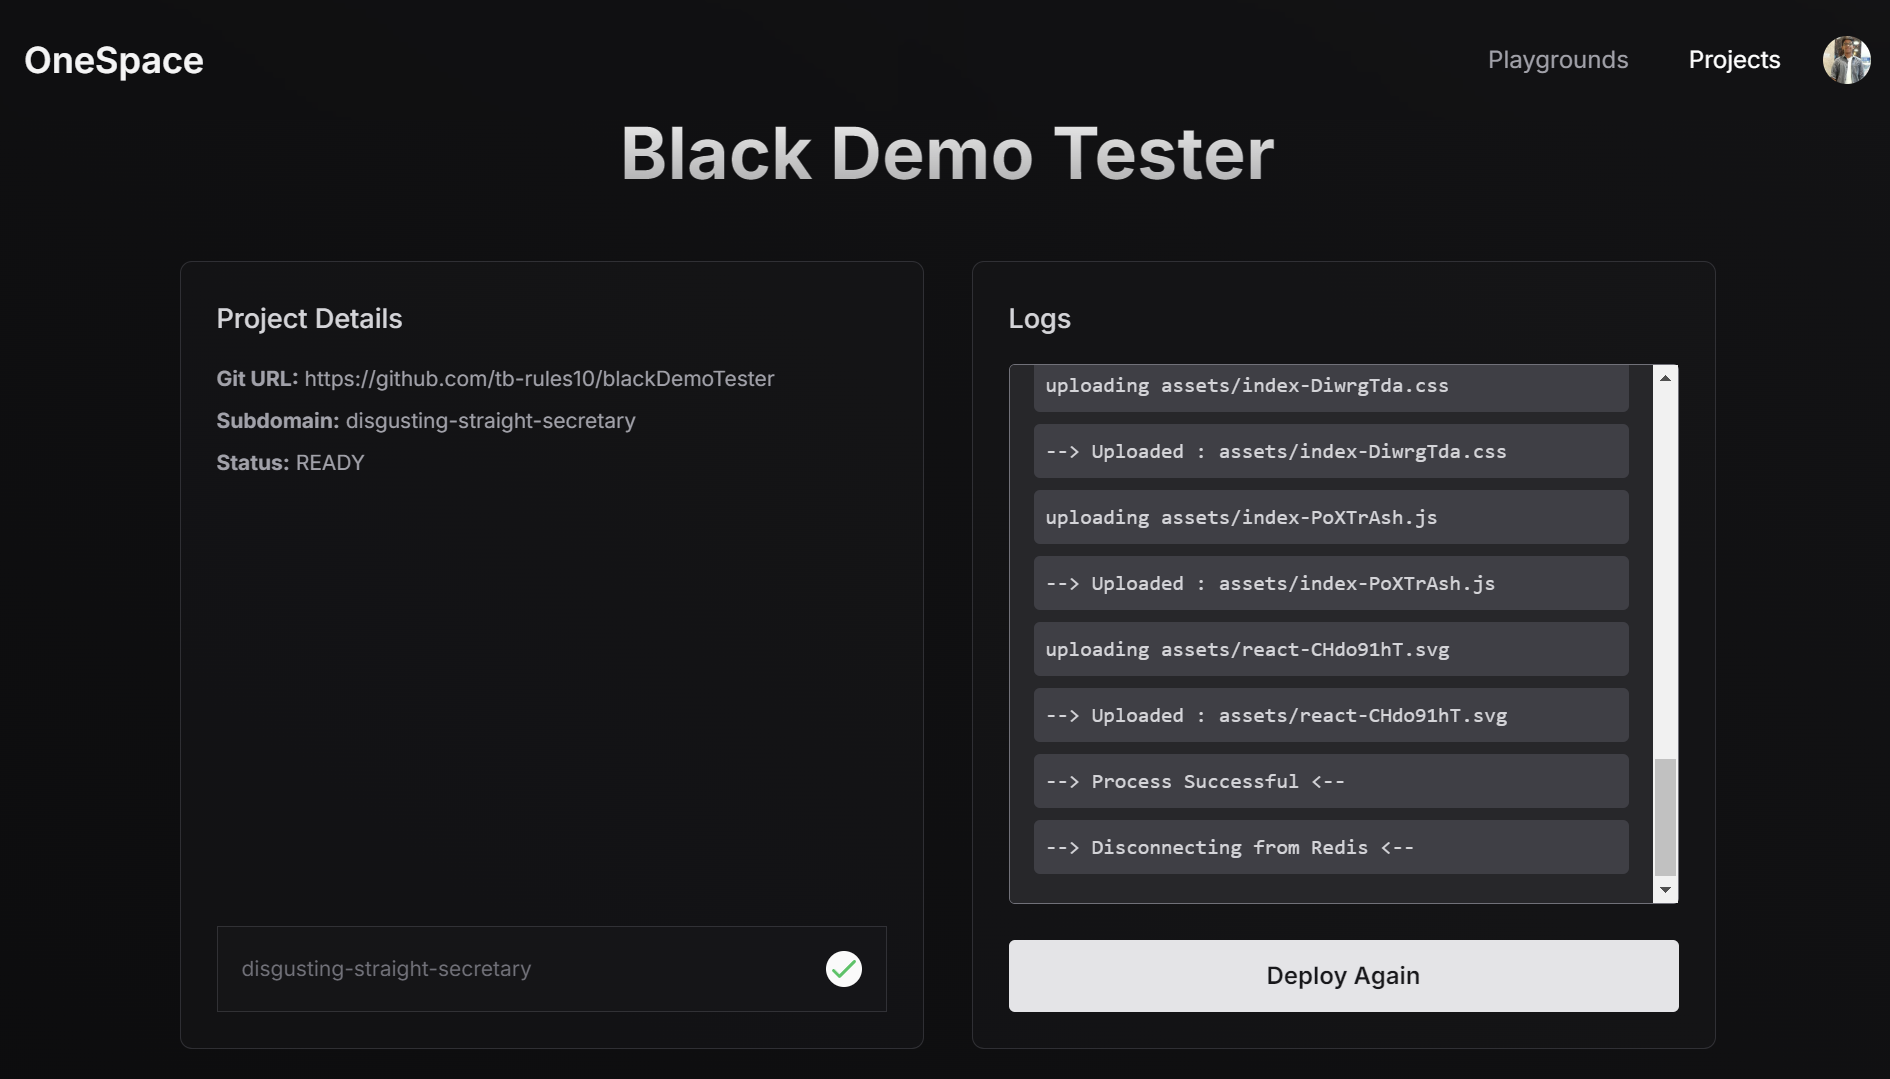 OneSpace
Playgrounds
Projects
Black Demo Tester
Project Details
Git URL: https://github.com/tb-rules10/blackDemoTester
Subdomain: disgusting-straight-secretary
Status: READY
disgusting-straight-secretary
Logs
uploading assets/index-DiwrgTda.css
--> Uploaded : assets/index-DiwrgTda.css
uploading assets/index-PoXTrAsh.js
--> Uploaded : assets/index-PoXTrAsh.js
uploading assets/react-CHdo91hT.svg
--> Uploaded : assets/react-CHdo91hT.svg
--> Process Successful <--
--> Disconnecting from Redis <--
Deploy Again